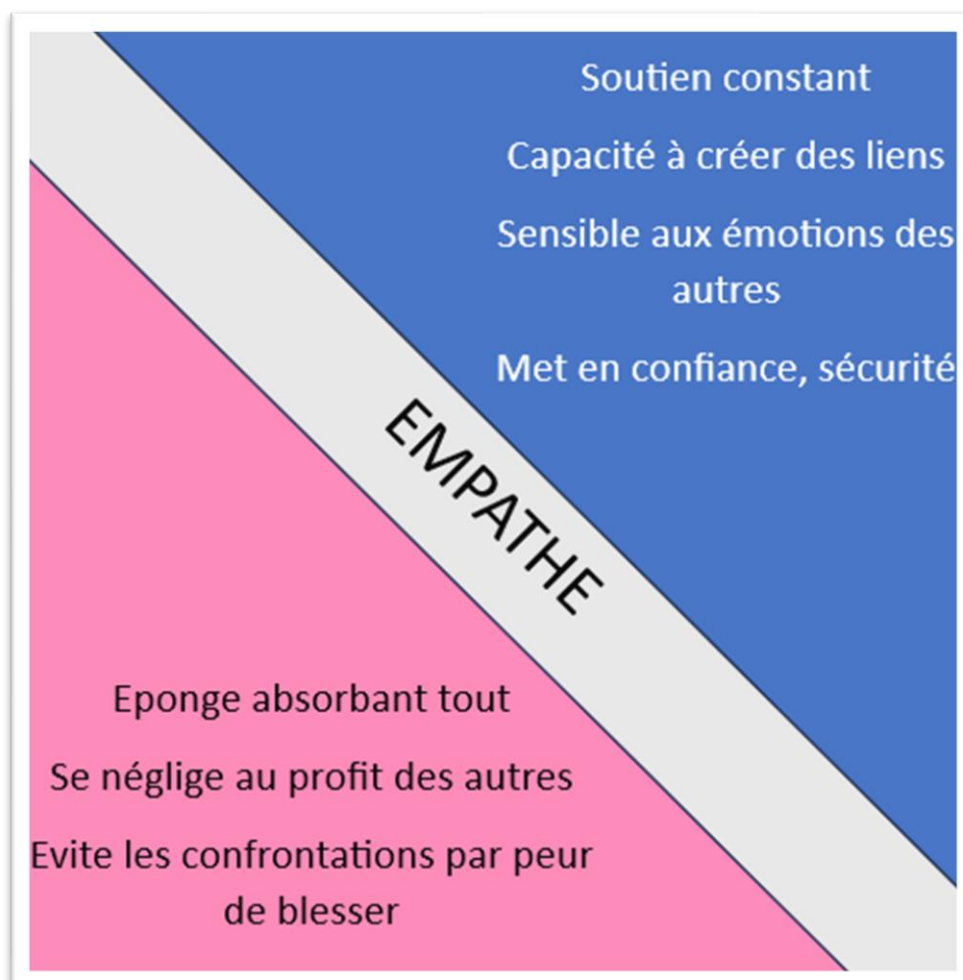 Soutien constant
Capacité à créer des liens
Sensible aux émotions des
autres
Met en confiance, sécurité
EMPATHE
Eponge absorbant tout
Se néglige au profit des autres
Evite les confrontations par peur
de blesser